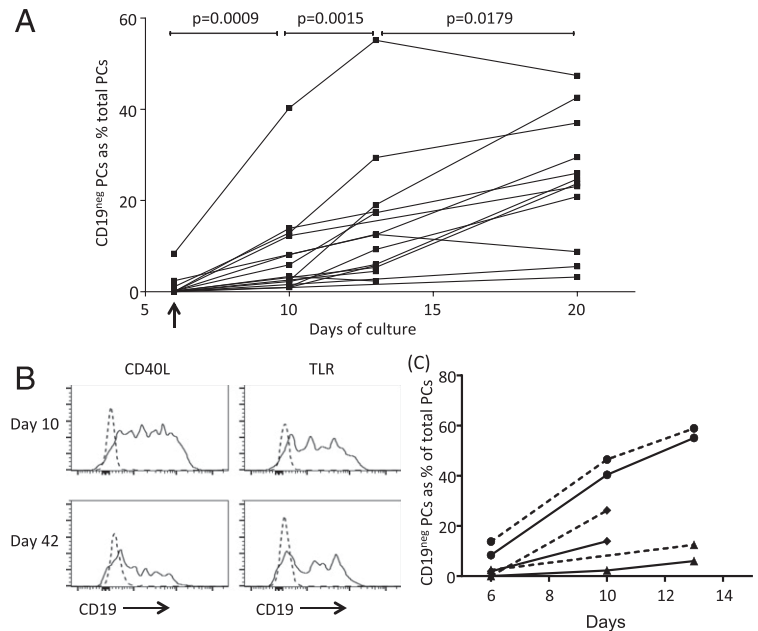 A
p=0.0009 p=0.0015 p=0.0179
CD19neg PCs as % total PCs
60
40
20
0
5 10 15 20
Days of culture
B
CD40L TLR
Day 10
Day 42
CD19 CD19
(C)
CD19neg PCs as % of total PCs
80
60
40
20
0
6 8 10 12 14
Days